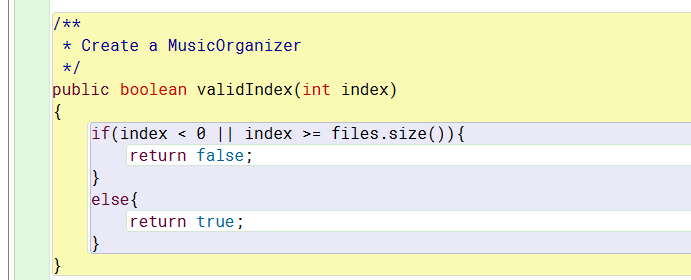 /**
 * Create a MusicOrganizer
 */
public boolean validIndex(int index)
{
    if(index < 0 || index >= files.size()){
        return false;
    }
    else{
        return true;
    }
}